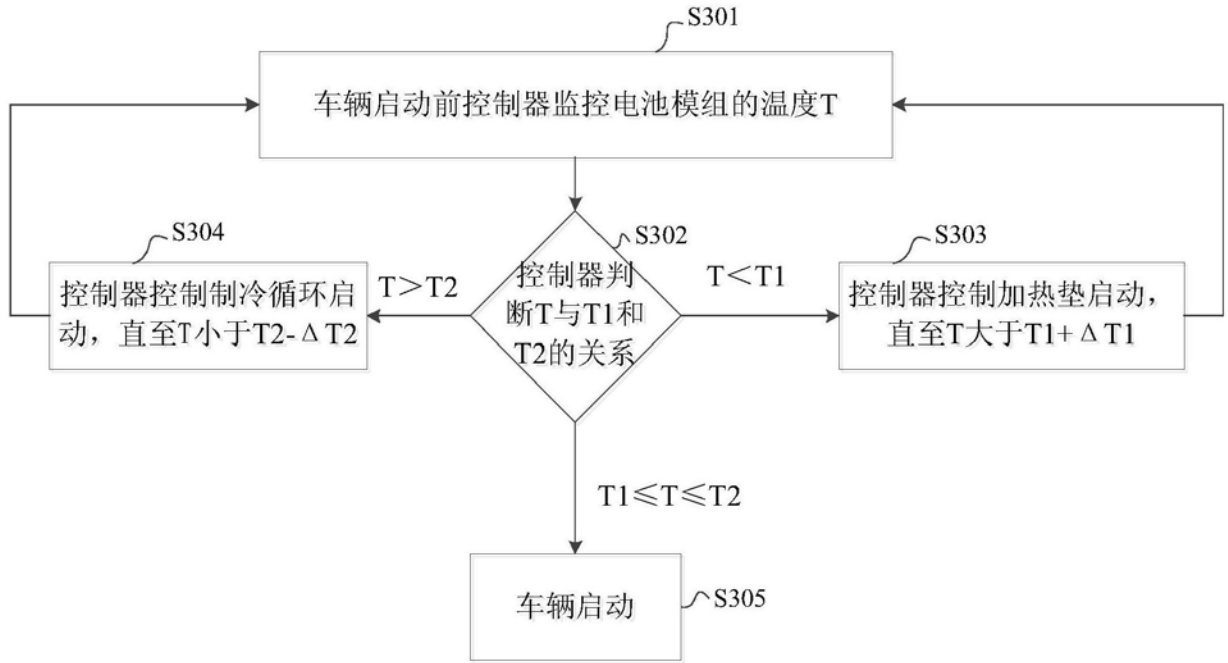 S301
车辆启动前控制器监控电池模组的温度T
S304
S302
S303
控制器控制制冷循环启
动，直至T小于T2-ΔT2
T＞T2
控制器判
断T与T1和
T2的关系
T＜T1
控制器控制加热垫启动，
直至T大于T1+ΔT1
T1≤T≤T2
车辆启动
S305